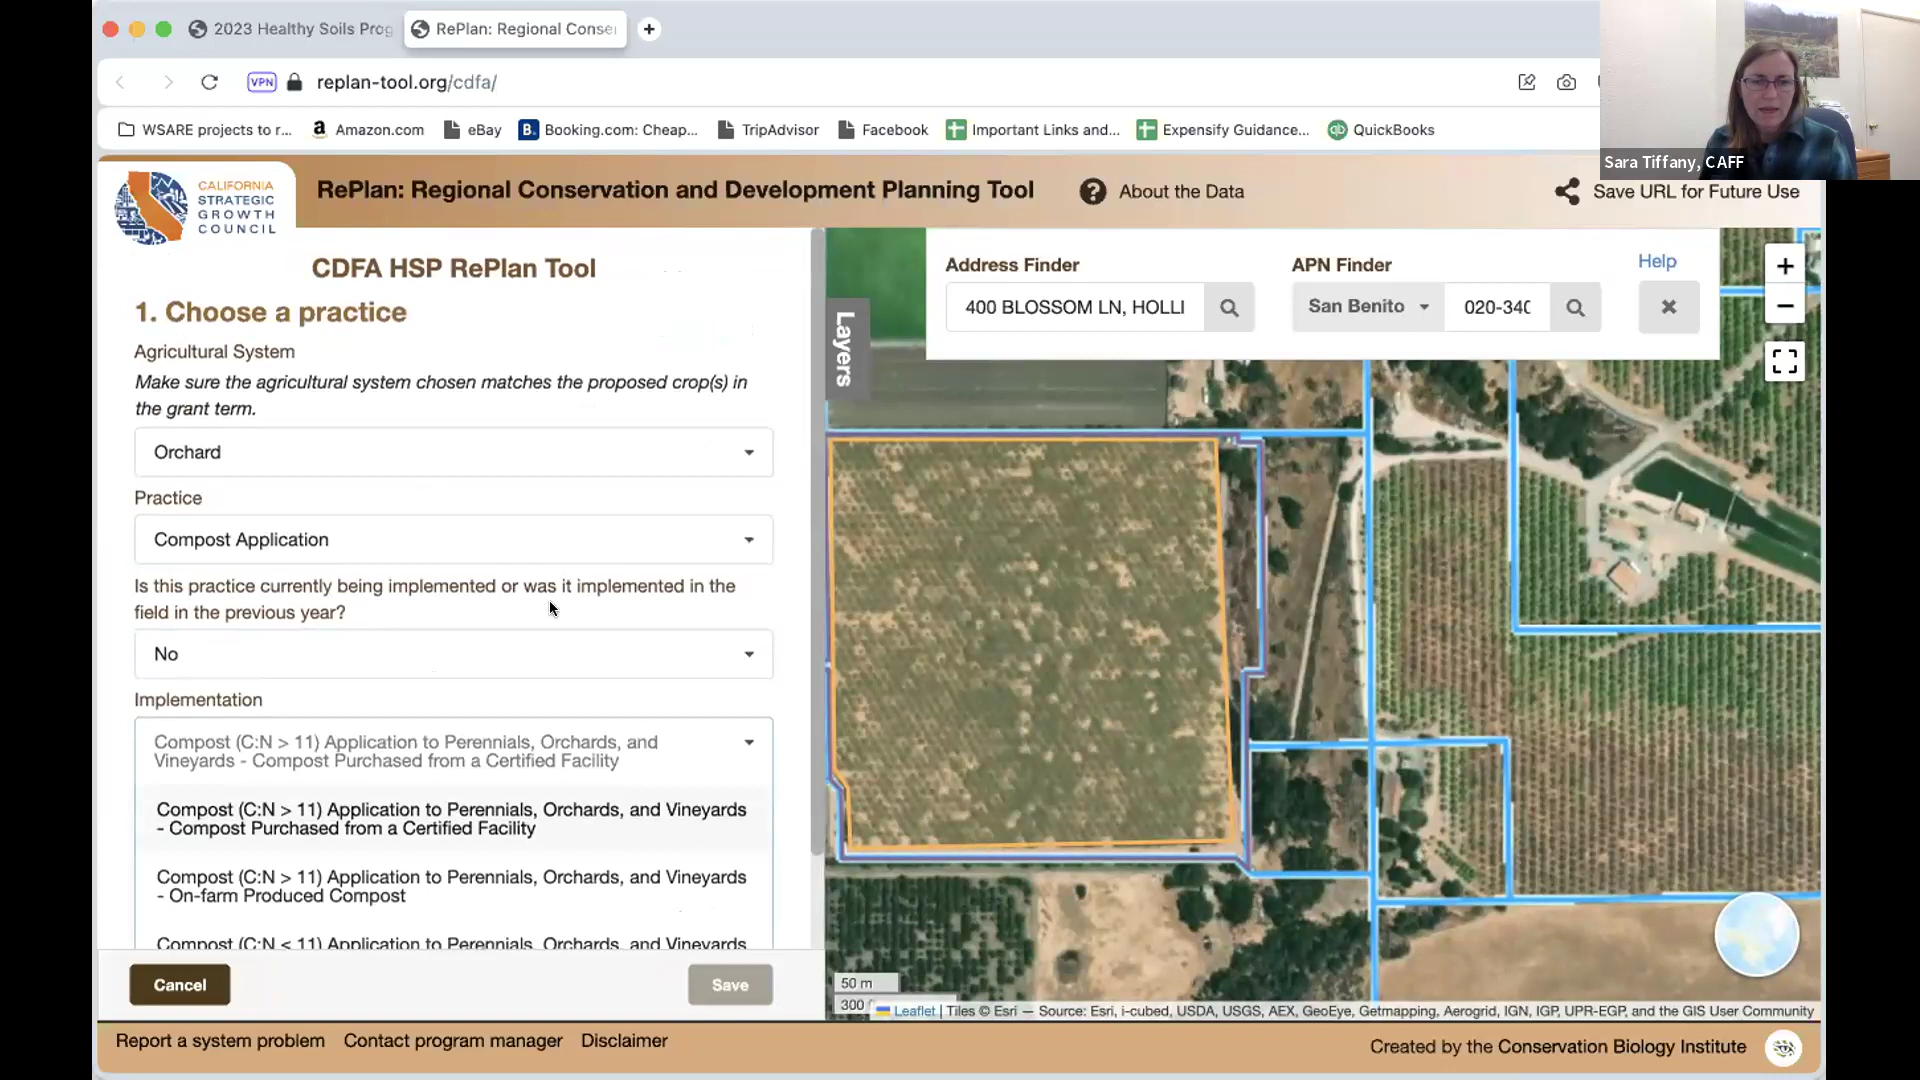 2023 Healthy Soils Prog
RePlan: Regional Conser
VPN
replan-tool.org/cdfa/
WSARE projects to r...
Amazon.com
eBay
Booking.com: Cheap...
TripAdvisor
Facebook
Important Links and...
Expensify Guidance...
QuickBooks
Sara Tiffany, CAFF
CALIFORNIA
STRATEGIC
GROWTH
COUNCIL
RePlan: Regional Conservation and Development Planning Tool
About the Data
Save URL for Future Use
CDFA HSP RePlan Tool
1. Choose a practice
Agricultural System
Make sure the agricultural system chosen matches the proposed crop(s) in
the grant term.
Orchard
Practice
Compost Application
Is this practice currently being implemented or was it implemented in the
field in the previous year?
No
Implementation
Compost (C:N > 11) Application to Perennials, Orchards, and
Vineyards - Compost Purchased from a Certified Facility
Compost (C:N > 11) Application to Perennials, Orchards, and Vineyards
- Compost Purchased from a Certified Facility
Compost (C:N > 11) Application to Perennials, Orchards, and Vineyards
- On-farm Produced Compost
Compost (C:N < 11) Application to Perennials, Orchards, and Vineyards
Cancel
Save
Layers
Address Finder
400 BLOSSOM LN, HOLLI
APN Finder
San Benito
020-340
Help
50 m
300
Leaflet | Tiles © Esri — Source: Esri, i-cubed, USDA, USGS, AEX, GeoEye, Getmapping, Aerogrid, IGN, IGP, UPR-EGP, and the GIS User Community
Report a system problem
Contact program manager
Disclaimer
Created by the Conservation Biology Institute